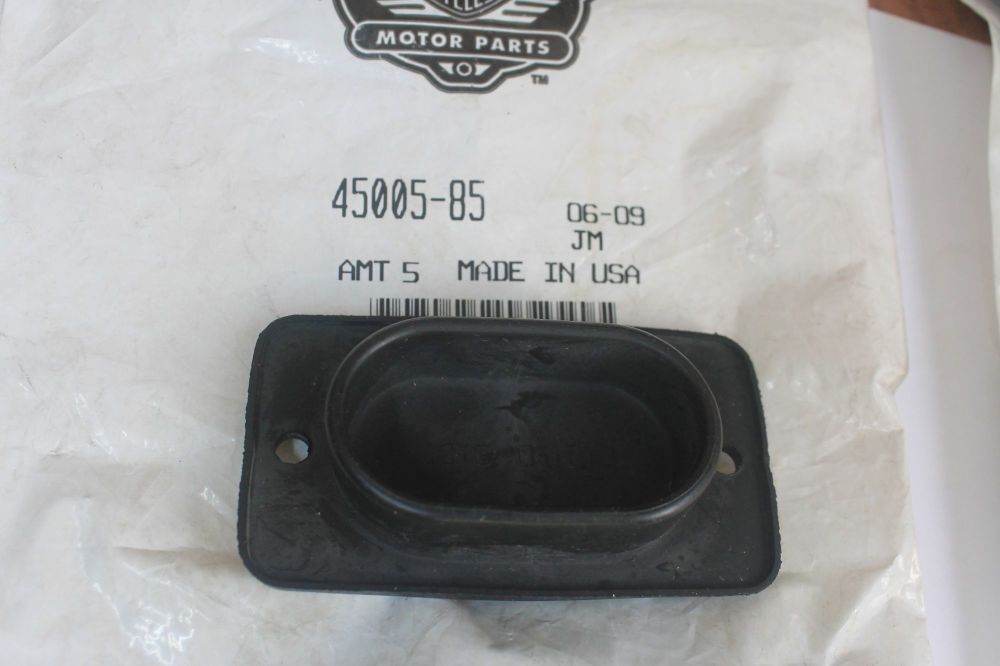 MOTOR PARTS
TM
45005-85
06-09
JM
AMT 5 MADE IN USA